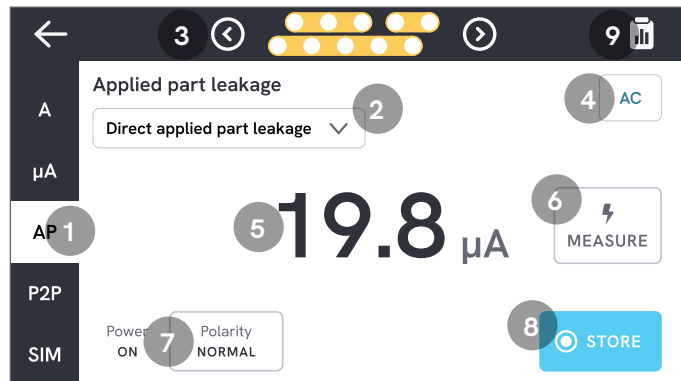 3
9
Applied part leakage
4 AC
A
2
Direct applied part leakage
µA
6
AP 1
5 19.8 µA
MEASURE
P2P
8
Power
ON
7
Polarity
NORMAL
STORE
SIM